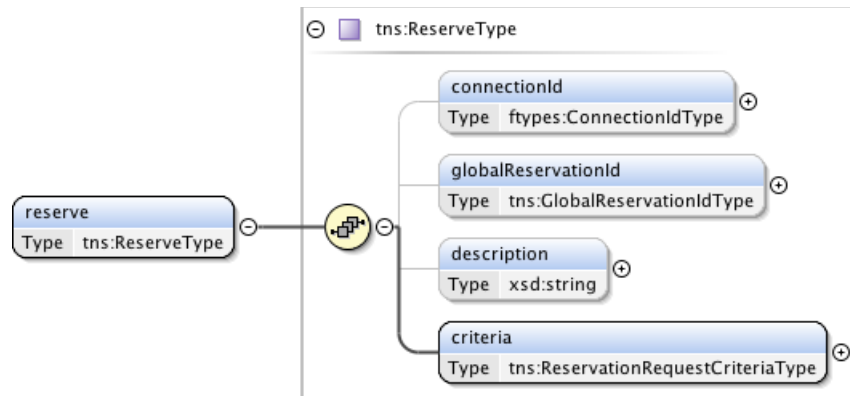 tns:ReserveType
connectionId
Type ftypes:ConnectionIdType
globalReservationId
Type tns:GlobalReservationIdType
reserve
Type tns:ReserveType
description
Type xsd:string
criteria
Type tns:ReservationRequestCriteriaType